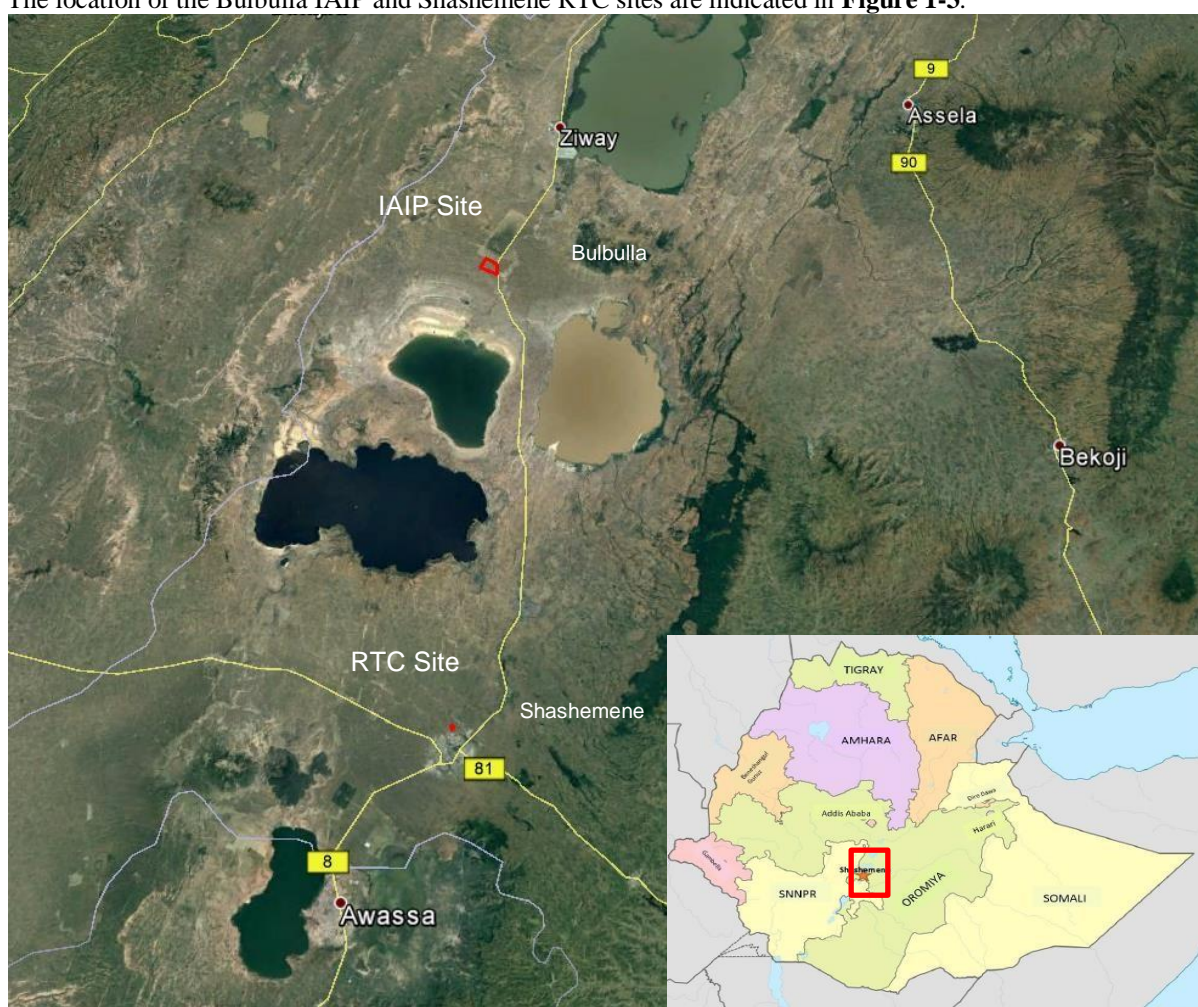 The location of the Bulbulla IAIP and Shashemene RTC sites are indicated in Figure 1-3.
9
Assela
Ziway
90
IAIP Site
Bulbulla
Bekoji
RTC Site
Shashemene
81
8
Awassa
TIGRAY
AMHARA
AFAR
Dire Dawa
Addis Ababa
Harari
Shashemen
SNNPR
OROMIYA
SOMALI